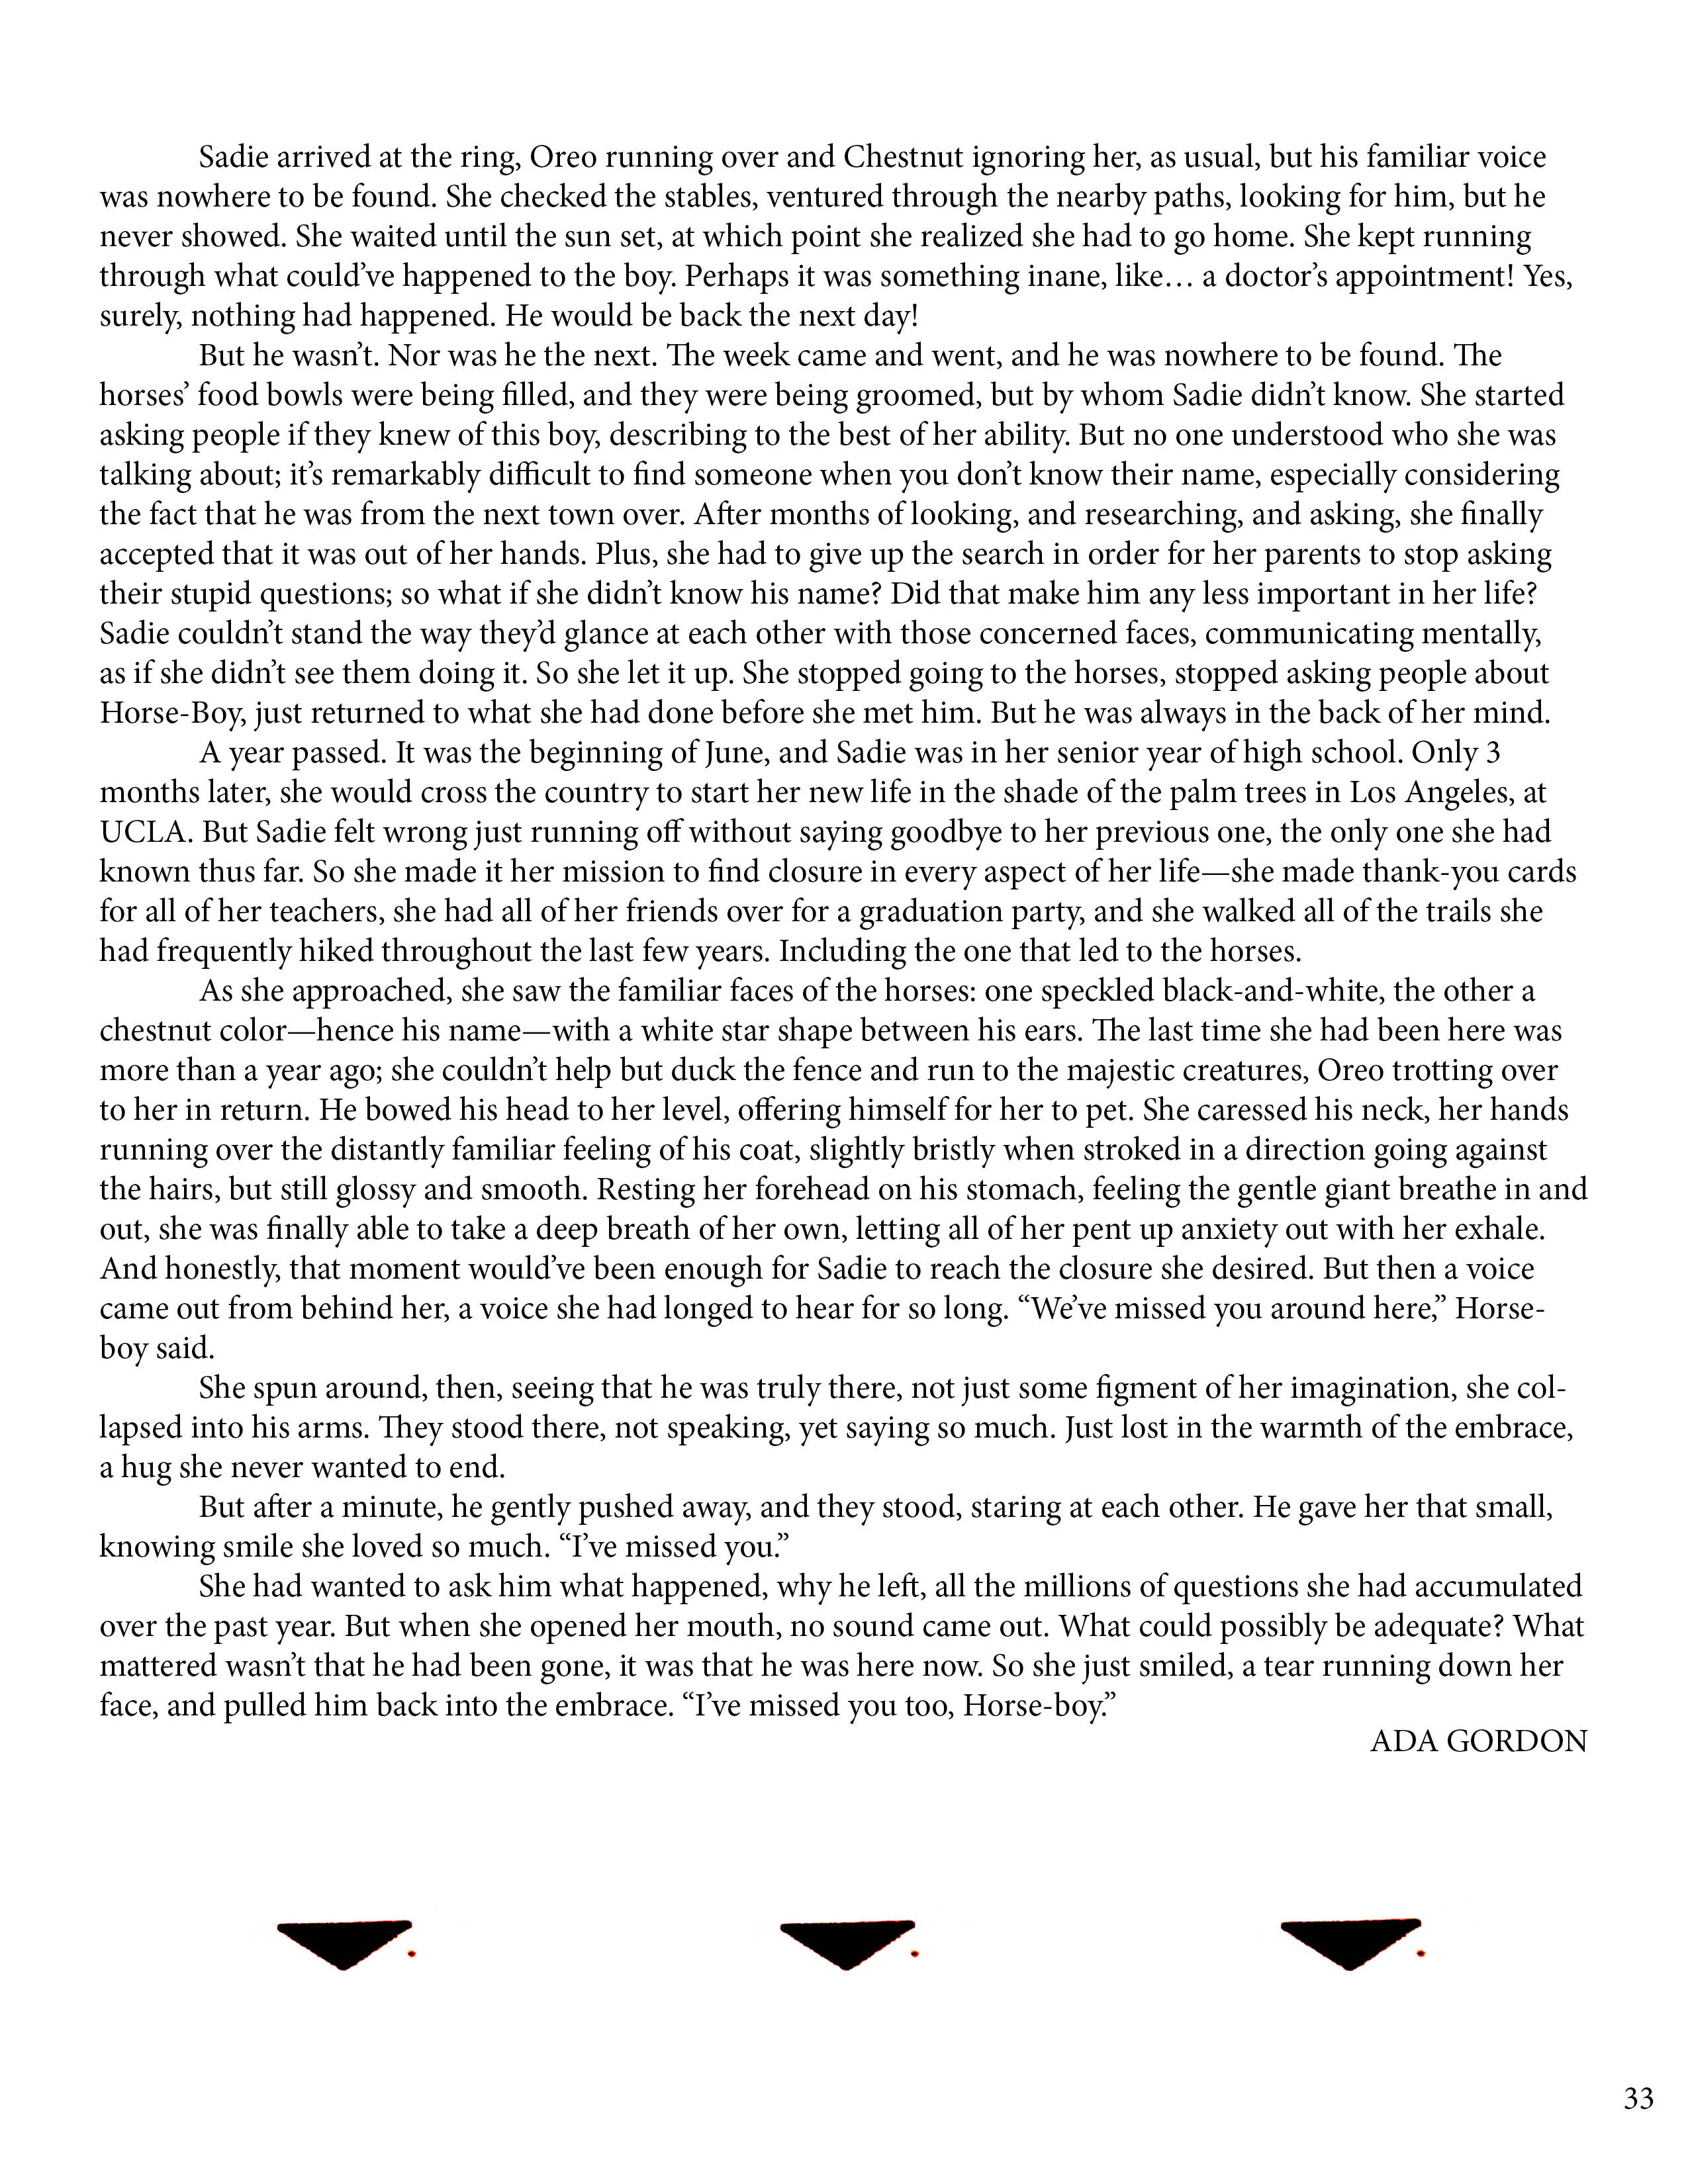 Sadie arrived at the ring, Oreo running over and Chestnut ignoring her, as usual, but his familiar voice
was nowhere to be found. She checked the stables, ventured through the nearby paths, looking for him, but he
never showed. She waited until the sun set, at which point she realized she had to go home. She kept running
through what could’ve happened to the boy. Perhaps it was something inane, like… a doctor’s appointment! Yes,
surely, nothing had happened. He would be back the next day!
But he wasn’t. Nor was he the next. The week came and went, and he was nowhere to be found. The
horses’ food bowls were being filled, and they were being groomed, but by whom Sadie didn’t know. She started
asking people if they knew of this boy, describing to the best of her ability. But no one understood who she was
talking about; it’s remarkably difficult to find someone when you don’t know their name, especially considering
the fact that he was from the next town over. After months of looking, and researching, and asking, she finally
accepted that it was out of her hands. Plus, she had to give up the search in order for her parents to stop asking
their stupid questions; so what if she didn’t know his name? Did that make him any less important in her life?
Sadie couldn’t stand the way they’d glance at each other with those concerned faces, communicating mentally,
as if she didn’t see them doing it. So she let it up. She stopped going to the horses, stopped asking people about
Horse-Boy, just returned to what she had done before she met him. But he was always in the back of her mind.
A year passed. It was the beginning of June, and Sadie was in her senior year of high school. Only 3
months later, she would cross the country to start her new life in the shade of the palm trees in Los Angeles, at
UCLA. But Sadie felt wrong just running off without saying goodbye to her previous one, the only one she had
known thus far. So she made it her mission to find closure in every aspect of her life—she made thank-you cards
for all of her teachers, she had all of her friends over for a graduation party, and she walked all of the trails she
had frequently hiked throughout the last few years. Including the one that led to the horses.
As she approached, she saw the familiar faces of the horses: one speckled black-and-white, the other a
chestnut color—hence his name—with a white star shape between his ears. The last time she had been here was
more than a year ago; she couldn’t help but duck the fence and run to the majestic creatures, Oreo trotting over
to her in return. He bowed his head to her level, offering himself for her to pet. She caressed his neck, her hands
running over the distantly familiar feeling of his coat, slightly bristly when stroked in a direction going against
the hairs, but still glossy and smooth. Resting her forehead on his stomach, feeling the gentle giant breathe in and
out, she was finally able to take a deep breath of her own, letting all of her pent up anxiety out with her exhale.
And honestly, that moment would’ve been enough for Sadie to reach the closure she desired. But then a voice
came out from behind her, a voice she had longed to hear for so long. “We’ve missed you around here,” Horse-
boy said.
She spun around, then, seeing that he was truly there, not just some figment of her imagination, she col-
lapsed into his arms. They stood there, not speaking, yet saying so much. Just lost in the warmth of the embrace,
a hug she never wanted to end.
But after a minute, he gently pushed away, and they stood, staring at each other. He gave her that small,
knowing smile she loved so much. “I’ve missed you.”
She had wanted to ask him what happened, why he left, all the millions of questions she had accumulated
over the past year. But when she opened her mouth, no sound came out. What could possibly be adequate? What
mattered wasn’t that he had been gone, it was that he was here now. So she just smiled, a tear running down her
face, and pulled him back into the embrace. “I’ve missed you too, Horse-boy.”
ADA GORDON
33